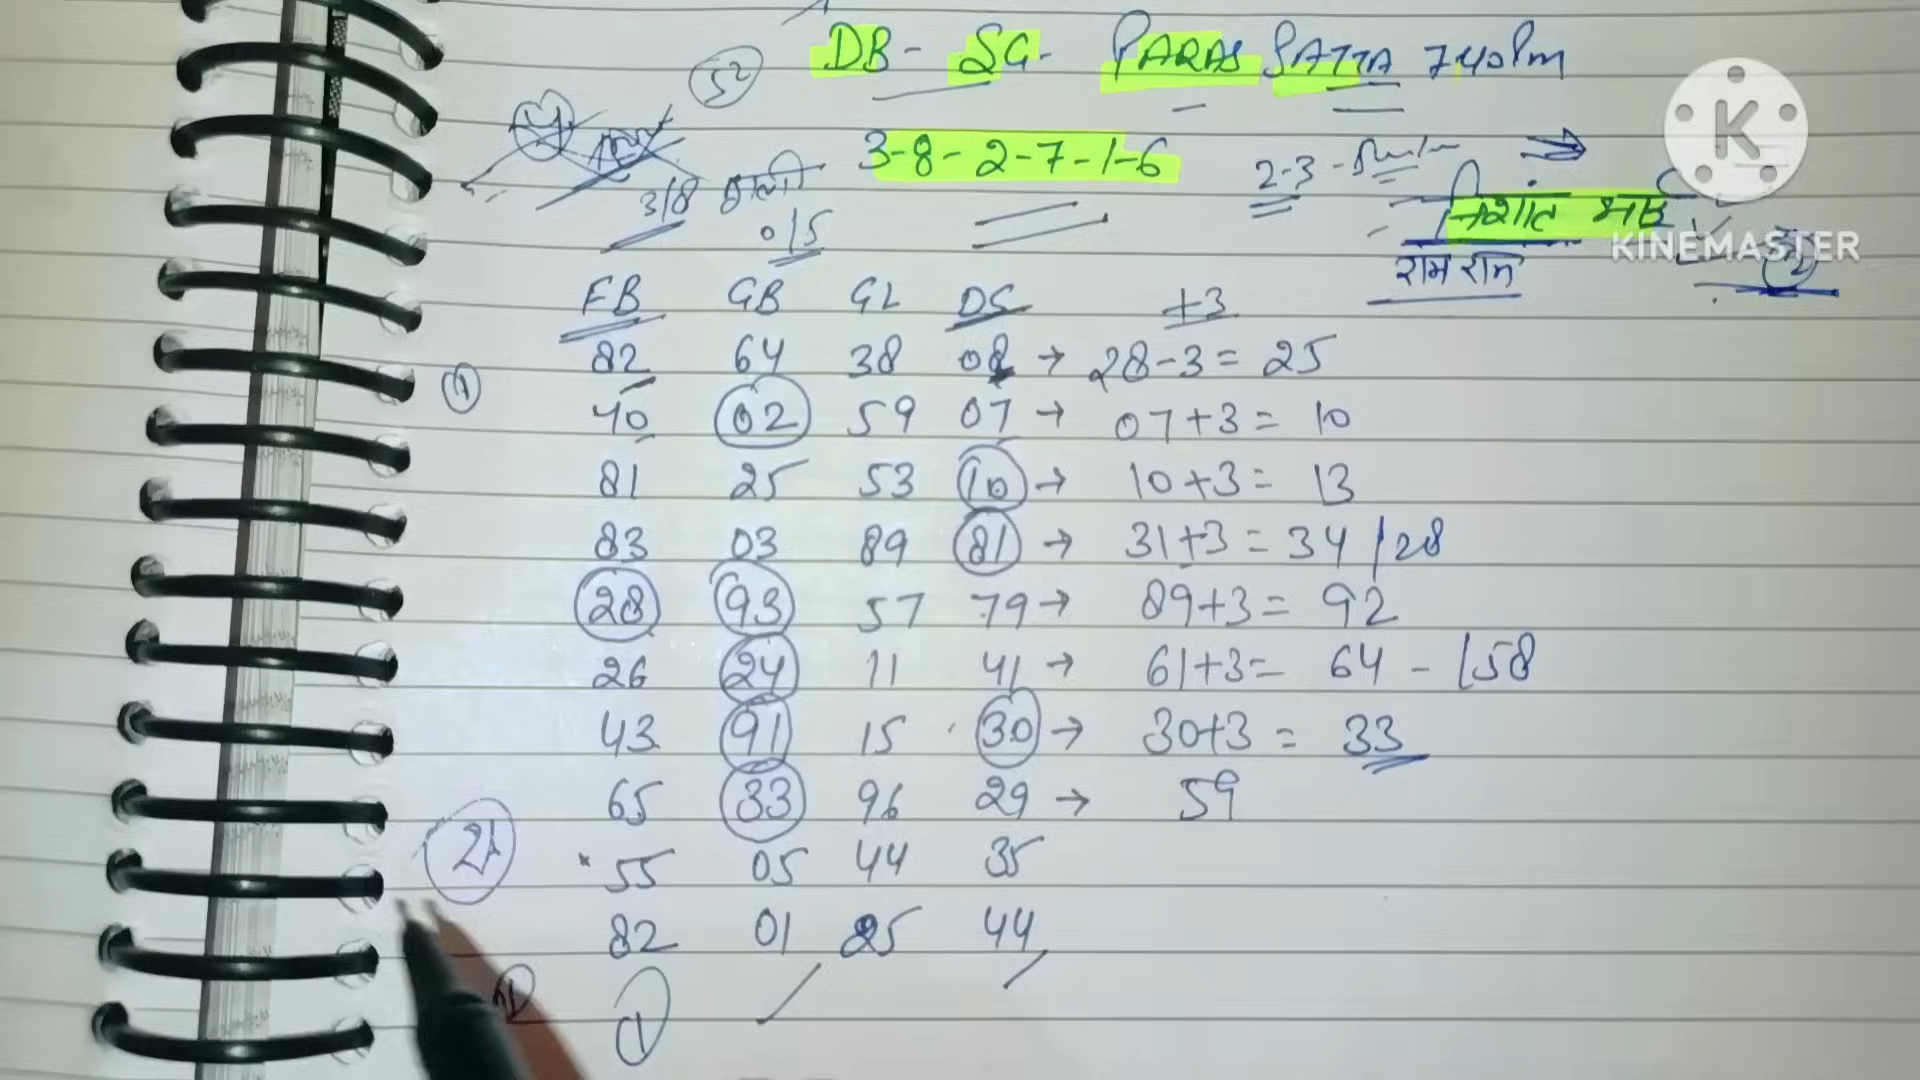 DB- SG- PARAS SATTA 740PM
52
3-8-2-7-1-6
2-3-
3/8
0/5
राम राम
KINEMASTER
FB GB GL DS +3
82 64 38 08 → 28-3= 25
1 40 02 59 07 → 07+3= 10
81 25 53 10 → 10+3= 13
83 03 89 81 → 31+3= 34 /28
28 93 57 79 → 89+3= 92
26 24 11 41 → 61+3= 64 - /58
43 91 15 30 → 30+3 = 33
65 33 96 29 → 59
55 05 44 35
82 01 25 44
1